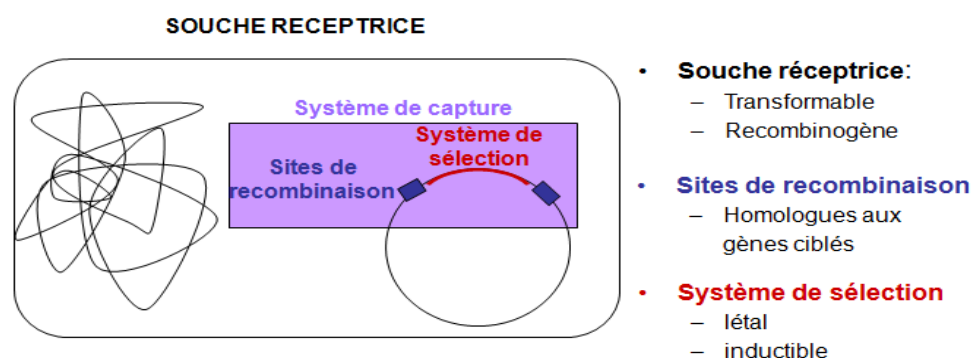 SOUCHE RECEPTRICE
Système de capture
Système de
sélection
Sites de
recombinaison
• Souche réceptrice:
– Transformable
– Recombinogène
• Sites de recombinaison
– Homologues aux
gènes ciblés
• Système de sélection
– létal
– inductible